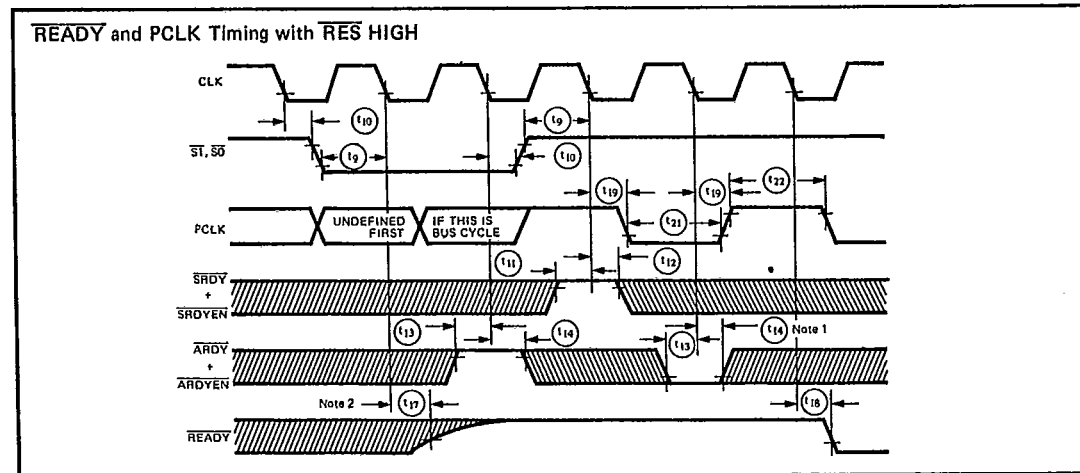 READY and PCLK Timing with RES HIGH
CLK
t10
t9
S1, S0
t9
t10
t19
t19
t22
t21
PCLK
UNDEFINED FIRST
IF THIS IS BUS CYCLE
t11
t12
SRDY
+
SRDYEN
t13
t14
t13
t14 Note 1
ARDY
+
ARDYEN
Note 2
t17
t18
READY